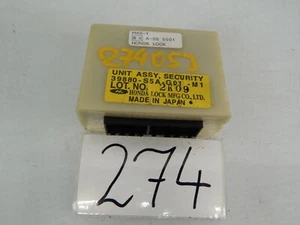 HONDA LOCK
274053
UNIT ASSY, SECURITY
39880-S5A-G01 -M1
LOT. NO. 2K09
HONDA LOCK MFG CO., LTD.
MADE IN JAPAN
274